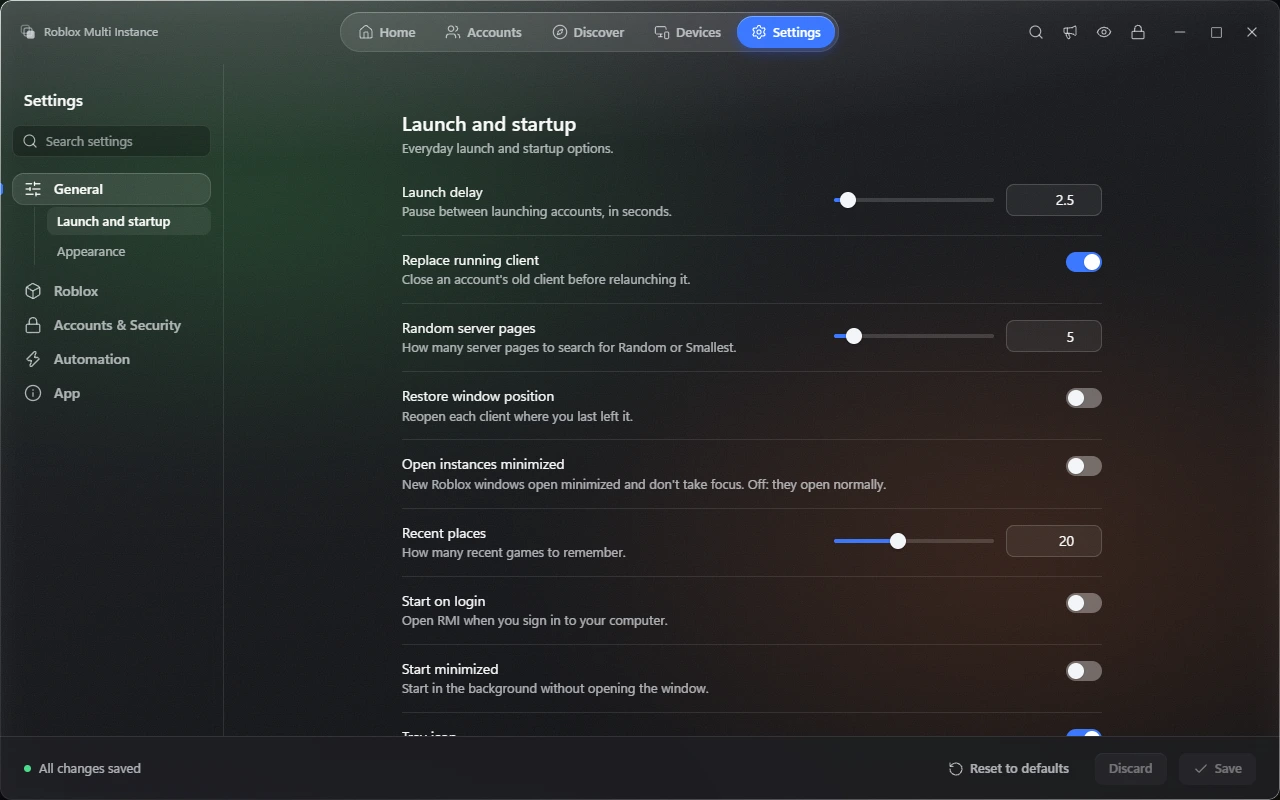 Roblox Multi Instance
Home
Accounts
Discover
Devices
Settings
Settings
Search settings
General
Launch and startup
Appearance
Roblox
Accounts & Security
Automation
App
Launch and startup
Everyday launch and startup options.
Launch delay
Pause between launching accounts, in seconds.
2.5
Replace running client
Close an account's old client before relaunching it.
Random server pages
How many server pages to search for Random or Smallest.
5
Restore window position
Reopen each client where you last left it.
Open instances minimized
New Roblox windows open minimized and don't take focus. Off: they open normally.
Recent places
How many recent games to remember.
20
Start on login
Open RMI when you sign in to your computer.
Start minimized
Start in the background without opening the window.
Tray icon
All changes saved
Reset to defaults
Discard
Save